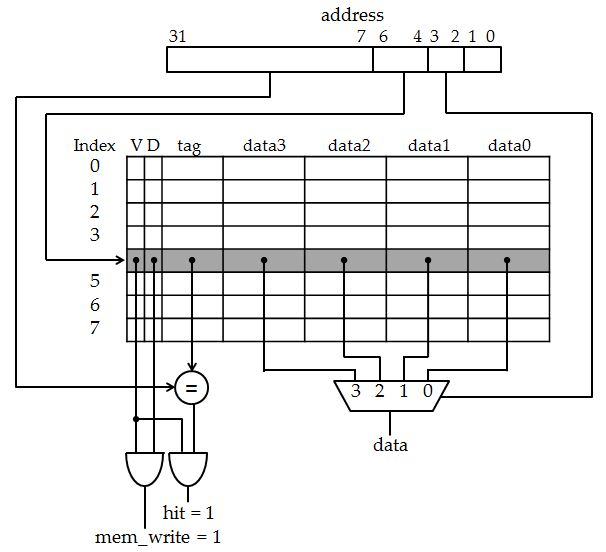 address
31 7 6 4 3 2 1 0
Index V D tag data3 data2 data1 data0
0
1
2
3
5
6
7
=
3 2 1 0
data
hit = 1
mem_write = 1